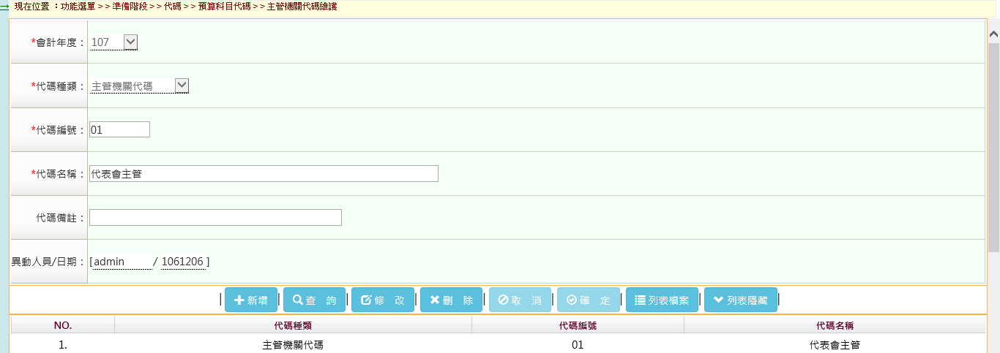 現在位置 ：功能選單 > > 準備階段 > > 代碼 > > 預算科目代碼 > > 主管機關代碼維護
*會計年度： 107
*代碼種類： 主管機關代碼
*代碼編號： 01
*代碼名稱： 代表會主管
代碼備註：
異動人員/日期： [admin / 1061206 ]
| 新增 | 查 詢 | 修 改 | 刪 除 | 取 消 | 確 定 | 列表檔案 | 列表隱藏 |
NO. 代碼種類 代碼編號 代碼名稱
1. 主管機關代碼 01 代表會主管